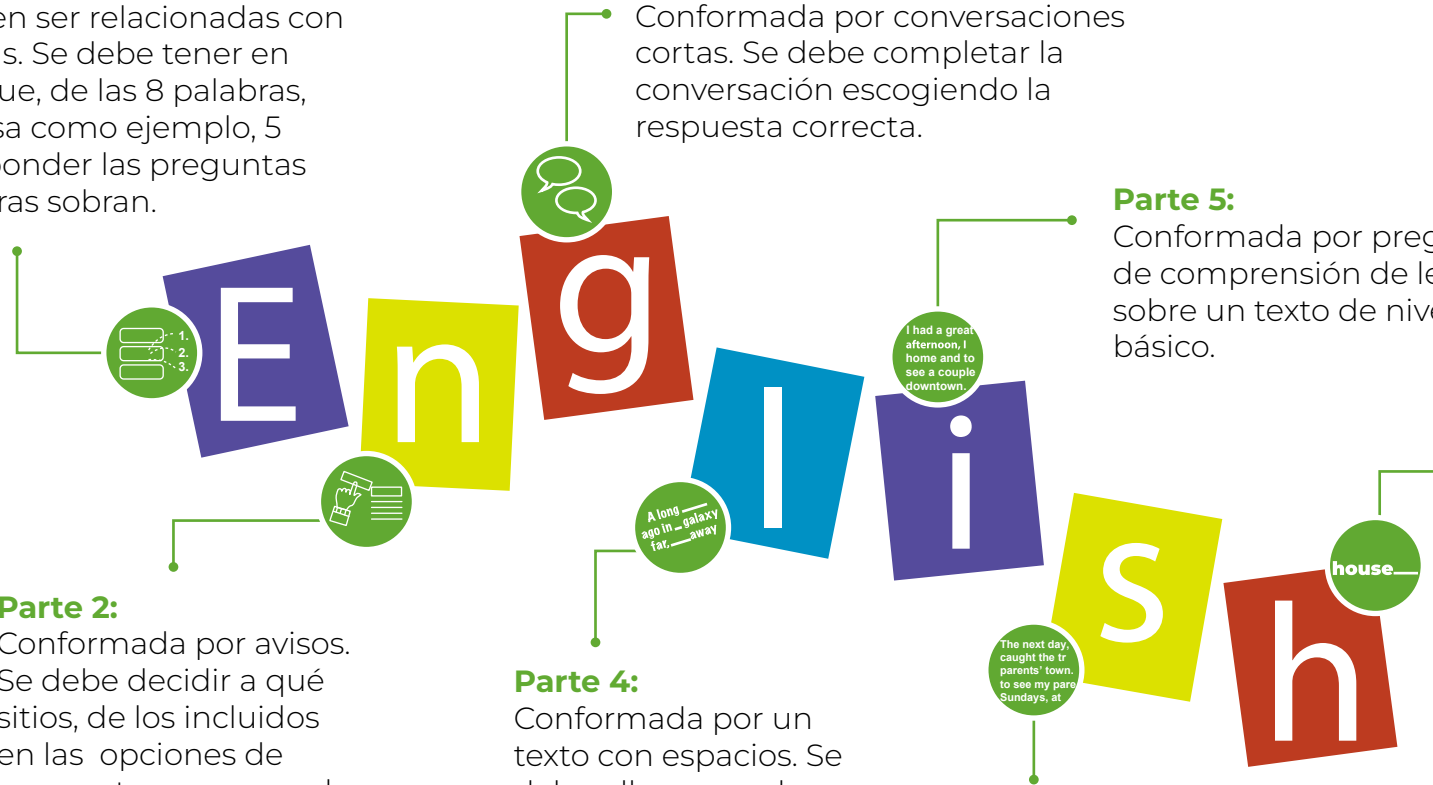 en ser relacionadas con
s. Se debe tener en
ue, de las 8 palabras,
sa como ejemplo, 5
ponder las preguntas
ras sobran.
Conformada por conversaciones
cortas. Se debe completar la
conversación escogiendo la
respuesta correcta.
Parte 5:
Conformada por preg
de comprensión de le
sobre un texto de nive
básico.
1.
2.
3.
English
I had a great
afternoon, I
home and to
see a couple
downtown.
A long ____
ago in _ galaxy
far, ___away
house__
The next day,
caught the tr
parents' town.
to see my pare
Sundays, at
Parte 2:
Conformada por avisos.
Se debe decidir a qué
sitios, de los incluidos
en las opciones de
Parte 4:
Conformada por un
texto con espacios. Se